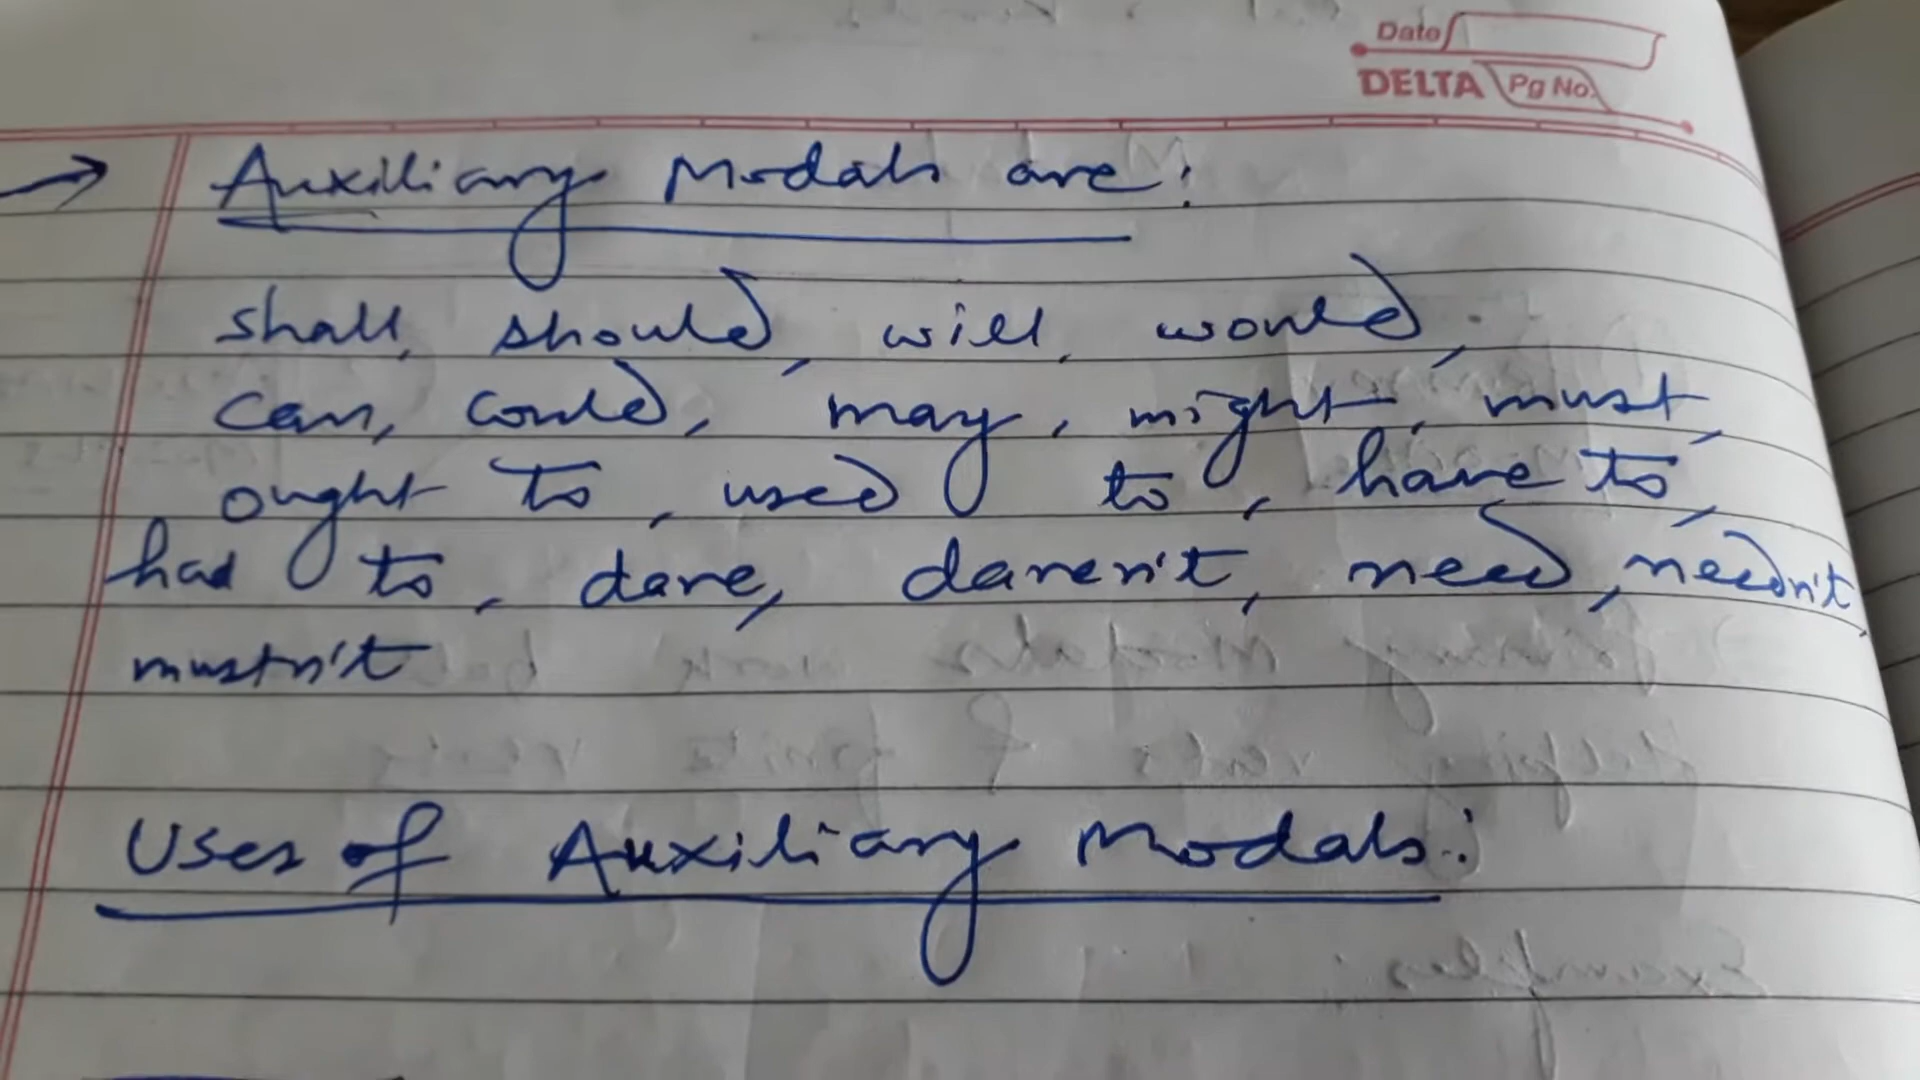 Date
DELTA Pg No.
→ Auxiliary Modals are:
shall, should, will, would,
can, could, may, might, must,
ought to, used to, have to,
had to, dare, daren't, need, needn't,
mustn't
Uses of Auxiliary Modals: